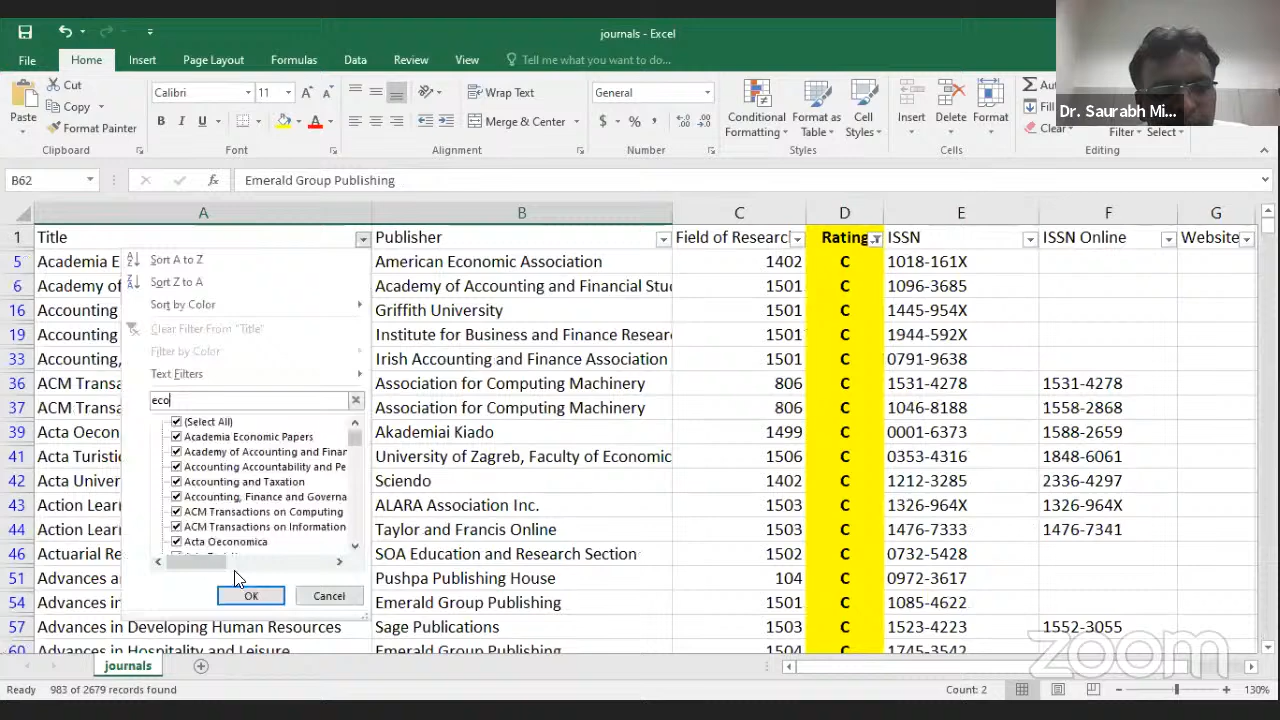 journals - Excel
File Home Insert Page Layout Formulas Data Review View Tell me what you want to do...
Cut
Copy
Format Painter
Paste
Calibri 11
B I U A
Wrap Text
Merge & Center
General
$ % ,
Conditional Formatting
Format as Table
Cell Styles
Insert Delete Format
Clear
Filter Select
Dr. Saurabh Mi...
Clipboard Font Alignment Number Styles Cells Editing
B62 fx Emerald Group Publishing
A B C D E F G
1 Title Publisher Field of Researc Rating ISSN ISSN Online Website
5 Academia E American Economic Association 1402 C 1018-161X
6 Academy of Academy of Accounting and Financial Stu 1501 C 1096-3685
16 Accounting Griffith University 1501 C 1445-954X
19 Accounting Institute for Business and Finance Resear 1501 C 1944-592X
33 Accounting, Irish Accounting and Finance Association 1501 C 0791-9638
36 ACM Transa Association for Computing Machinery 806 C 1531-4278 1531-4278
37 ACM Transa Association for Computing Machinery 806 C 1046-8188 1558-2868
39 Acta Oecon Akademiai Kiado 1499 C 0001-6373 1588-2659
41 Acta Turistic University of Zagreb, Faculty of Economic 1506 C 0353-4316 1848-6061
42 Acta Univer Sciendo 1402 C 1212-3285 2336-4297
43 Action Lear ALARA Association Inc. 1503 C 1326-964X 1326-964X
44 Action Lear Taylor and Francis Online 1503 C 1476-7333 1476-7341
46 Actuarial Re SOA Education and Research Section 1502 C 0732-5428
51 Advances a Pushpa Publishing House 104 C 0972-3617
54 Advances in Emerald Group Publishing 1501 C 1085-4622
57 Advances in Developing Human Resources Sage Publications 1503 C 1523-4223 1552-3055
60 Advances in Hospitality and Leisure Emerald Group Publishing 1504 C 1745-3542
Sort A to Z
Sort Z to A
Sort by Color
Clear Filter From "Title"
Filter by Color
Text Filters
eco
(Select All)
Academia Economic Papers
Academy of Accounting and Finan
Accounting Accountability and Pe
Accounting and Taxation
Accounting, Finance and Governa
ACM Transactions on Computing
ACM Transactions on Information
Acta Oeconomica
OK Cancel
zoom
journals
Ready 983 of 2679 records found Count: 2 130%